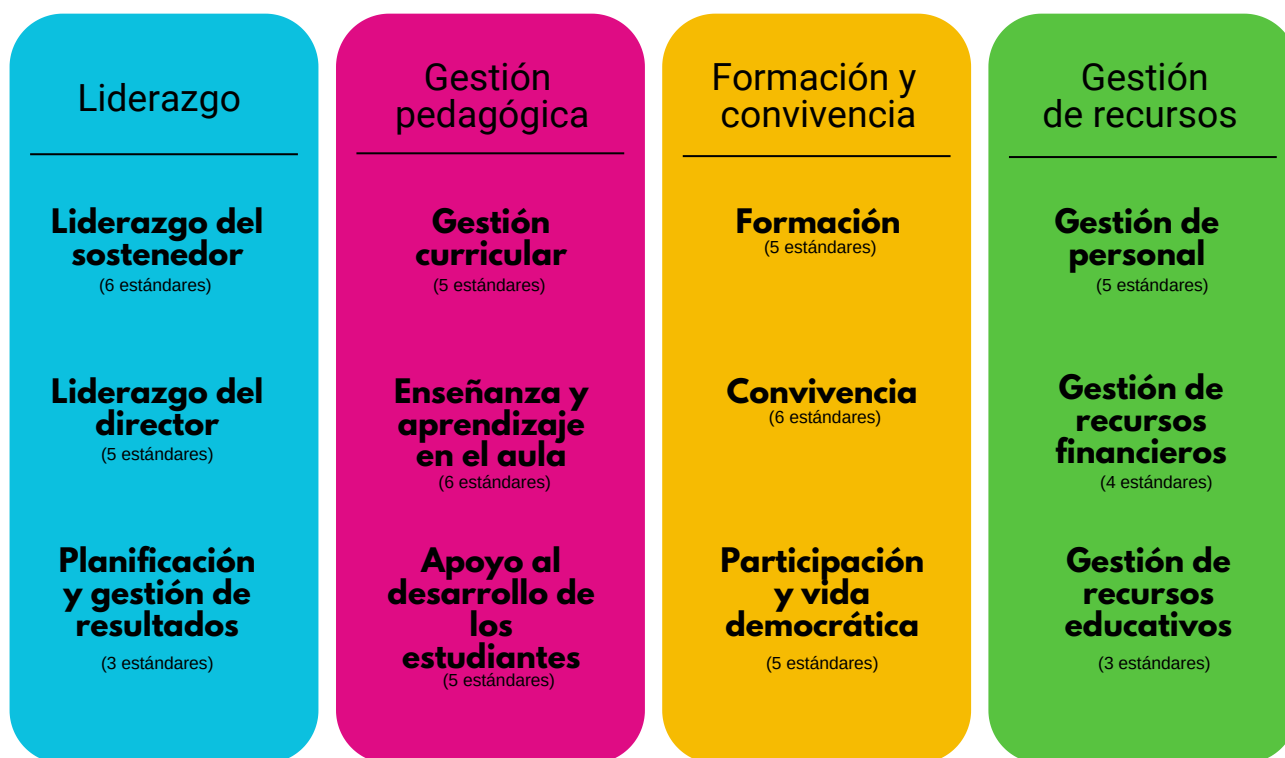 Liderazgo
Liderazgo del
sostenedor
(6 estándares)
Liderazgo del
director
(5 estándares)
Planificación
y gestión de
resultados
(3 estándares)
Gestión
pedagógica
Gestión
curricular
(5 estándares)
Enseñanza y
aprendizaje
en el aula
(6 estándares)
Apoyo al
desarrollo de
los
estudiantes
(5 estándares)
Formación y
convivencia
Formación
(5 estándares)
Convivencia
(6 estándares)
Participación
y vida
democrática
(5 estándares)
Gestión
de recursos
Gestión de
personal
(5 estándares)
Gestión de
recursos
financieros
(4 estándares)
Gestión de
recursos
educativos
(3 estándares)